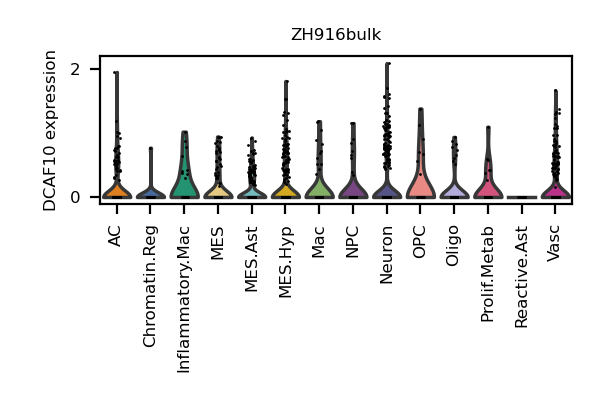 ZH916bulk
DCAF10 expression
2
0
AC
Chromatin.Reg
Inflammatory.Mac
MES
MES.Ast
MES.Hyp
Mac
NPC
Neuron
OPC
Oligo
Prolif.Metab
Reactive.Ast
Vasc